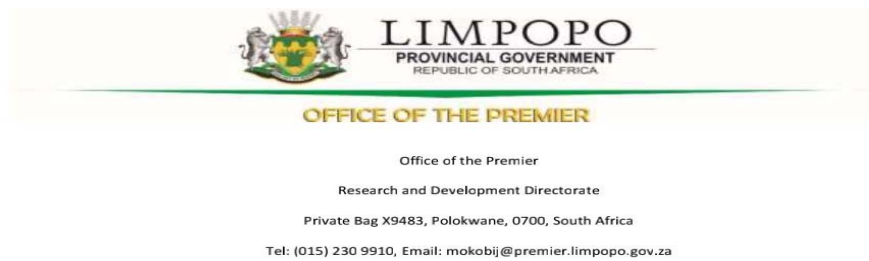 LIMPOPO
PROVINCIAL GOVERNMENT
REPUBLIC OF SOUTH AFRICA
OFFICE OF THE PREMIER
Office of the Premier
Research and Development Directorate
Private Bag X9483, Polokwane, 0700, South Africa
Tel: (015) 230 9910, Email: mokobij@premier.limpopo.gov.za